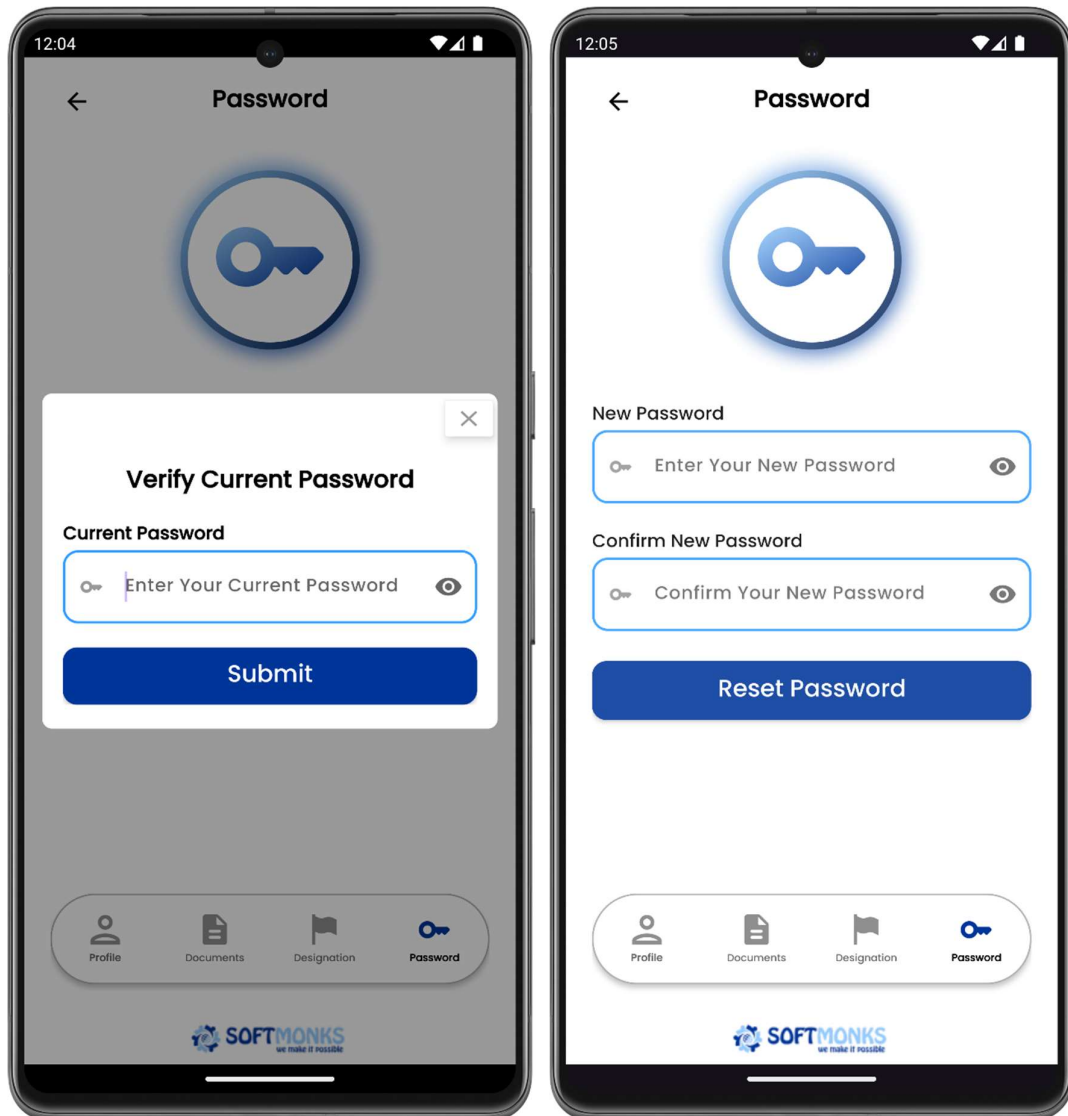 12:04
Password
Verify Current Password
Current Password
Enter Your Current Password
Submit
Profile
Documents
Designation
Password
SOFTMONKS
we make it possible
12:05
Password
New Password
Enter Your New Password
Confirm New Password
Confirm Your New Password
Reset Password
Profile
Documents
Designation
Password
SOFTMONKS
we make it possible